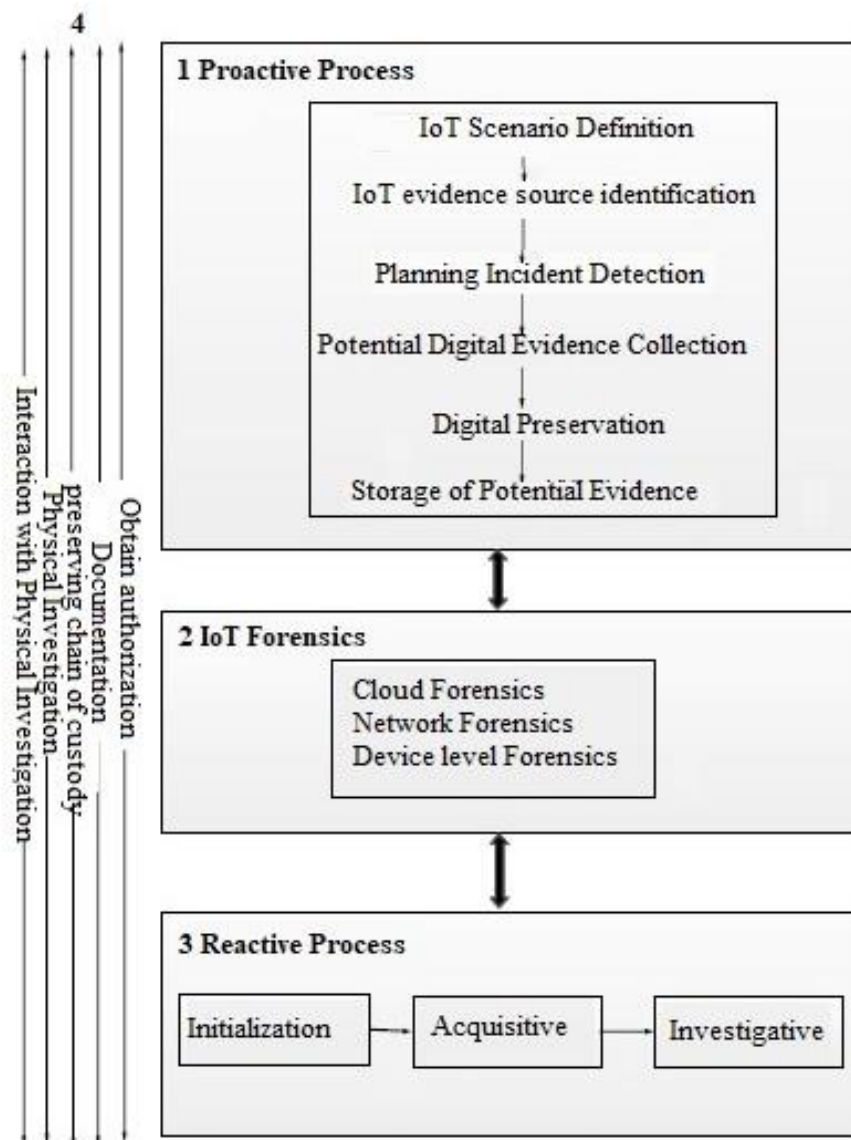 4
1 Proactive Process
IoT Scenario Definition
IoT evidence source identification
Planning Incident Detection
Potential Digital Evidence Collection
Digital Preservation
Storage of Potential Evidence
2 IoT Forensics
Cloud Forensics
Network Forensics
Device level Forensics
3 Reactive Process
Initialization
Acquisitive
Investigative
Obtain authorization
Documentation
preserving chain of custody
Physical Investigation
Interaction with Physical Investigation